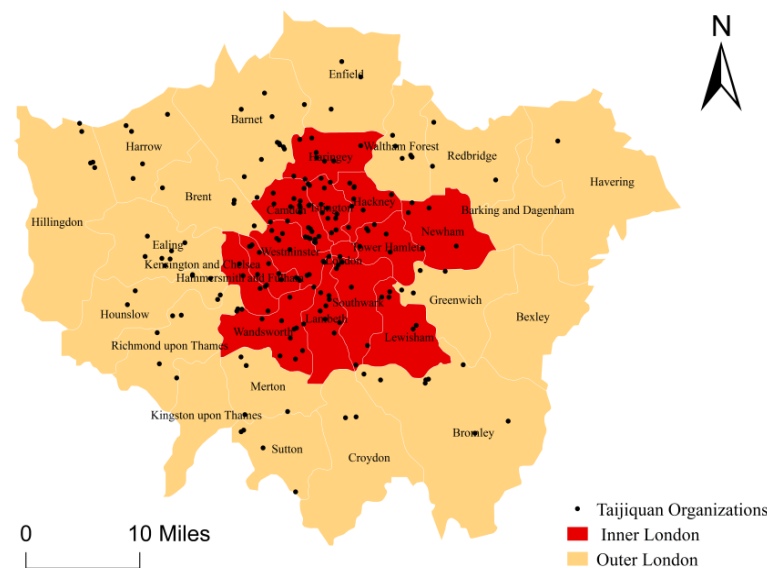 N
Enfield
Barnet
Harrow
Haringey
Waltham Forest
Redbridge
Havering
Brent
Hillingdon
Camden
Islington
Hackney
Barking and Dagenham
Newham
Ealing
Westminster
Tower Hamlets
Kensington and Chelsea
London
Hammersmith and Fulham
Hounslow
Southwark
Greenwich
Bexley
Richmond upon Thames
Wandsworth
Lambeth
Lewisham
Merton
Kingston upon Thames
Sutton
Croydon
Bromley
0 10 Miles
Taijiquan Organizations
Inner London
Outer London